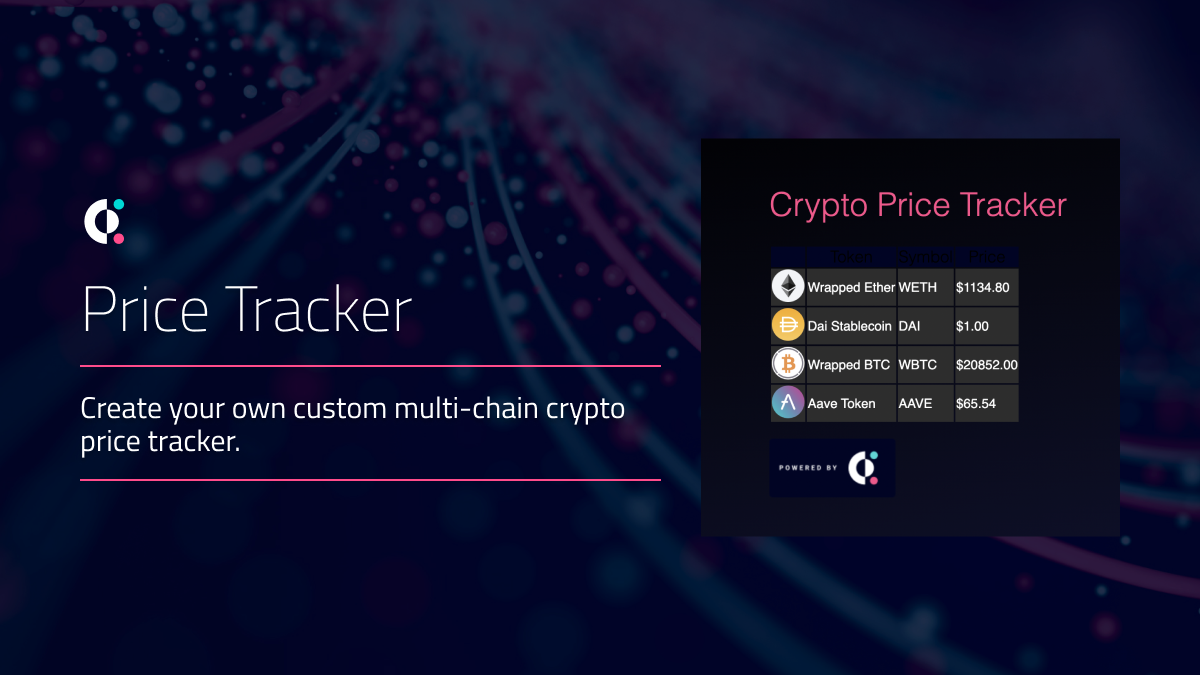 Price Tracker
Create your own custom multi-chain crypto
price tracker.
Crypto Price Tracker
Token Symbol Price
Wrapped Ether WETH $1134.80
Dai Stablecoin DAI $1.00
Wrapped BTC WBTC $20852.00
Aave Token AAVE $65.54
POWERED BY